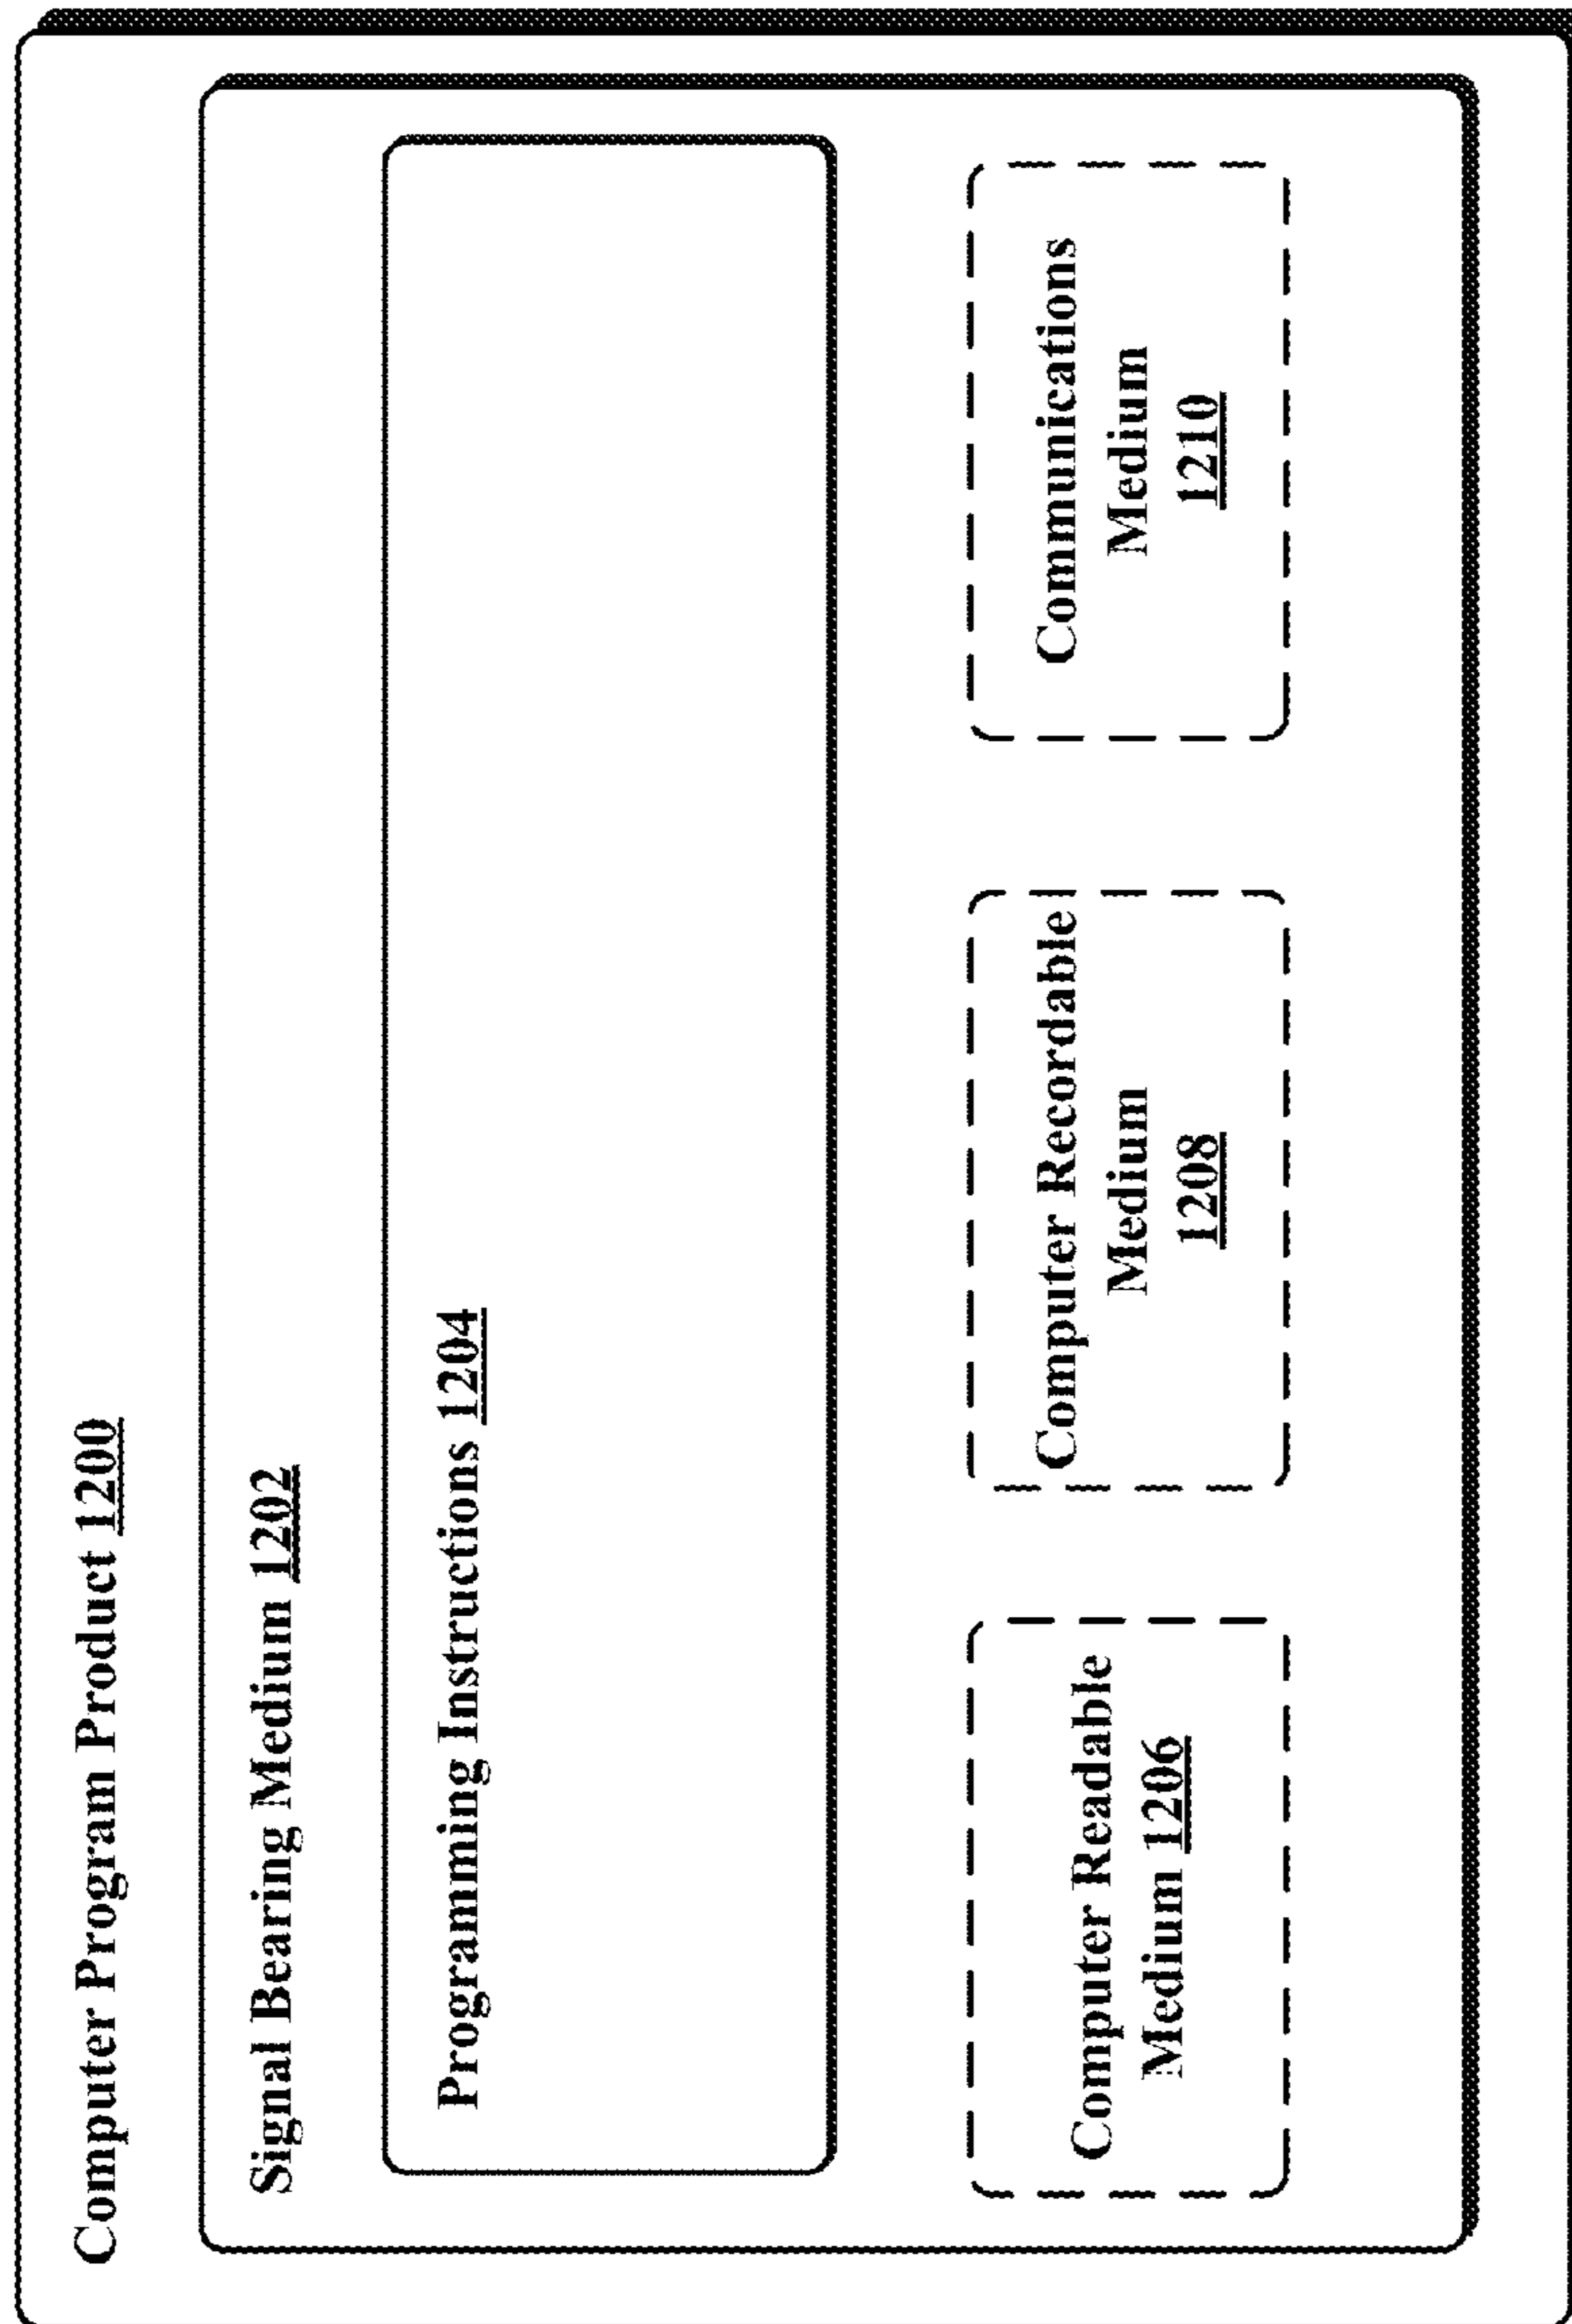 Computer Program Product 1200
Signal Bearing Medium 1202
Programming Instructions 1204
Computer Readable
Medium 1206
Computer Recordable
Medium
1208
Communications
Medium
1210